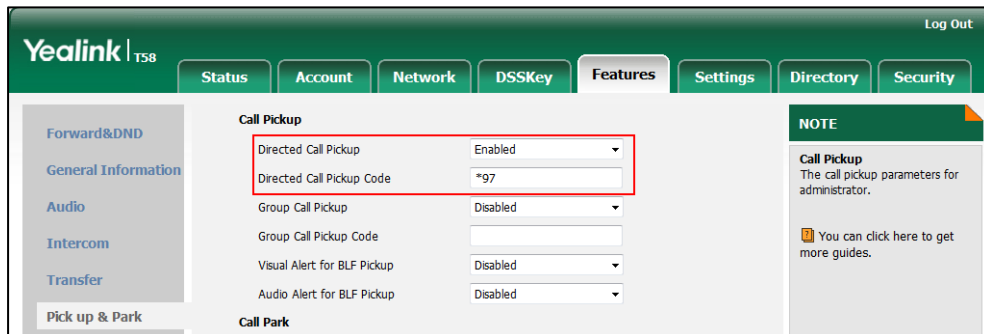 Log Out
Yealink | T58
Status Account Network DSSKey Features Settings Directory Security
Forward&DND
General Information
Audio
Intercom
Transfer
Pick up & Park
Call Pickup
Directed Call Pickup Enabled
Directed Call Pickup Code *97
Group Call Pickup Disabled
Group Call Pickup Code
Visual Alert for BLF Pickup Disabled
Audio Alert for BLF Pickup Disabled
Call Park
NOTE
Call Pickup
The call pickup parameters for
administrator.
You can click here to get
more guides.